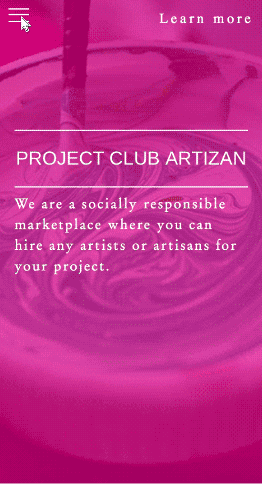 Learn more
PROJECT CLUB ARTIZAN
We are a socially responsible
marketplace where you can
hire any artists or artisans for
your project.